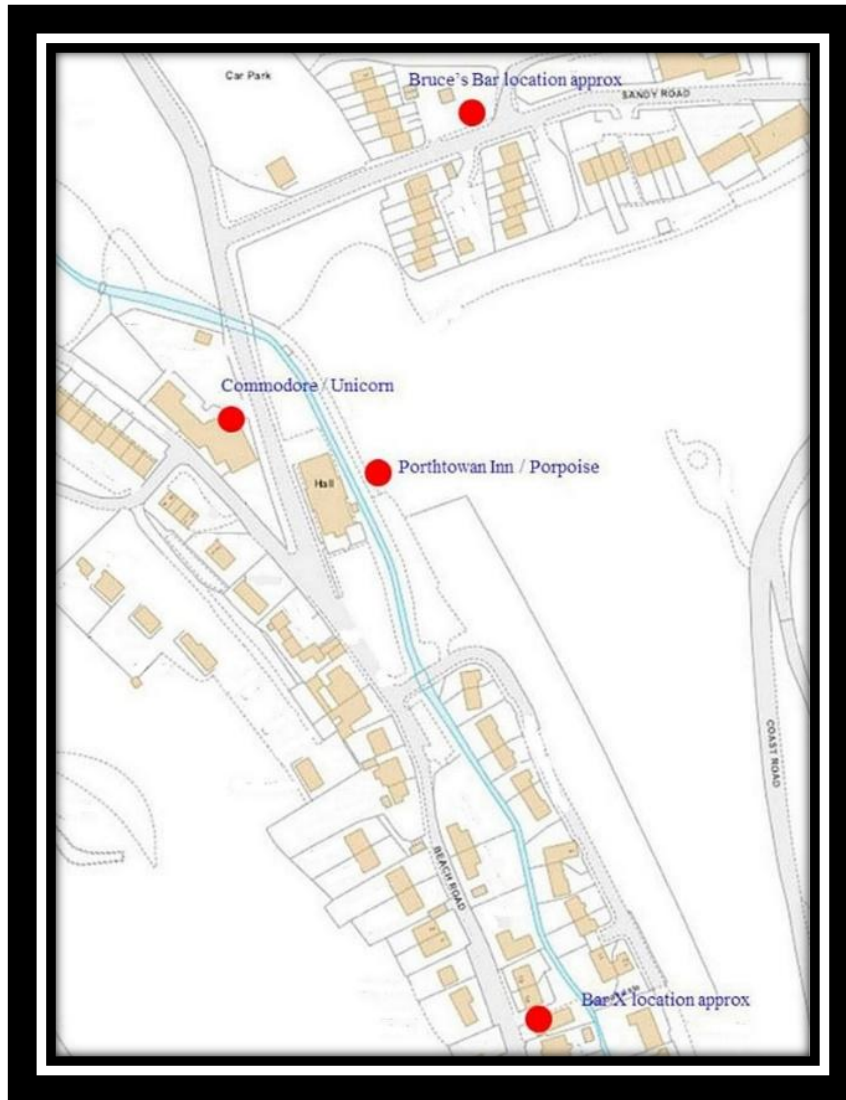 Car Park
Bruce's Bar location approx
SANDY ROAD
Commodore / Unicorn
Porthtowan Inn / Porpoise
Hall
COAST ROAD
BEACH ROAD
Bar X location approx